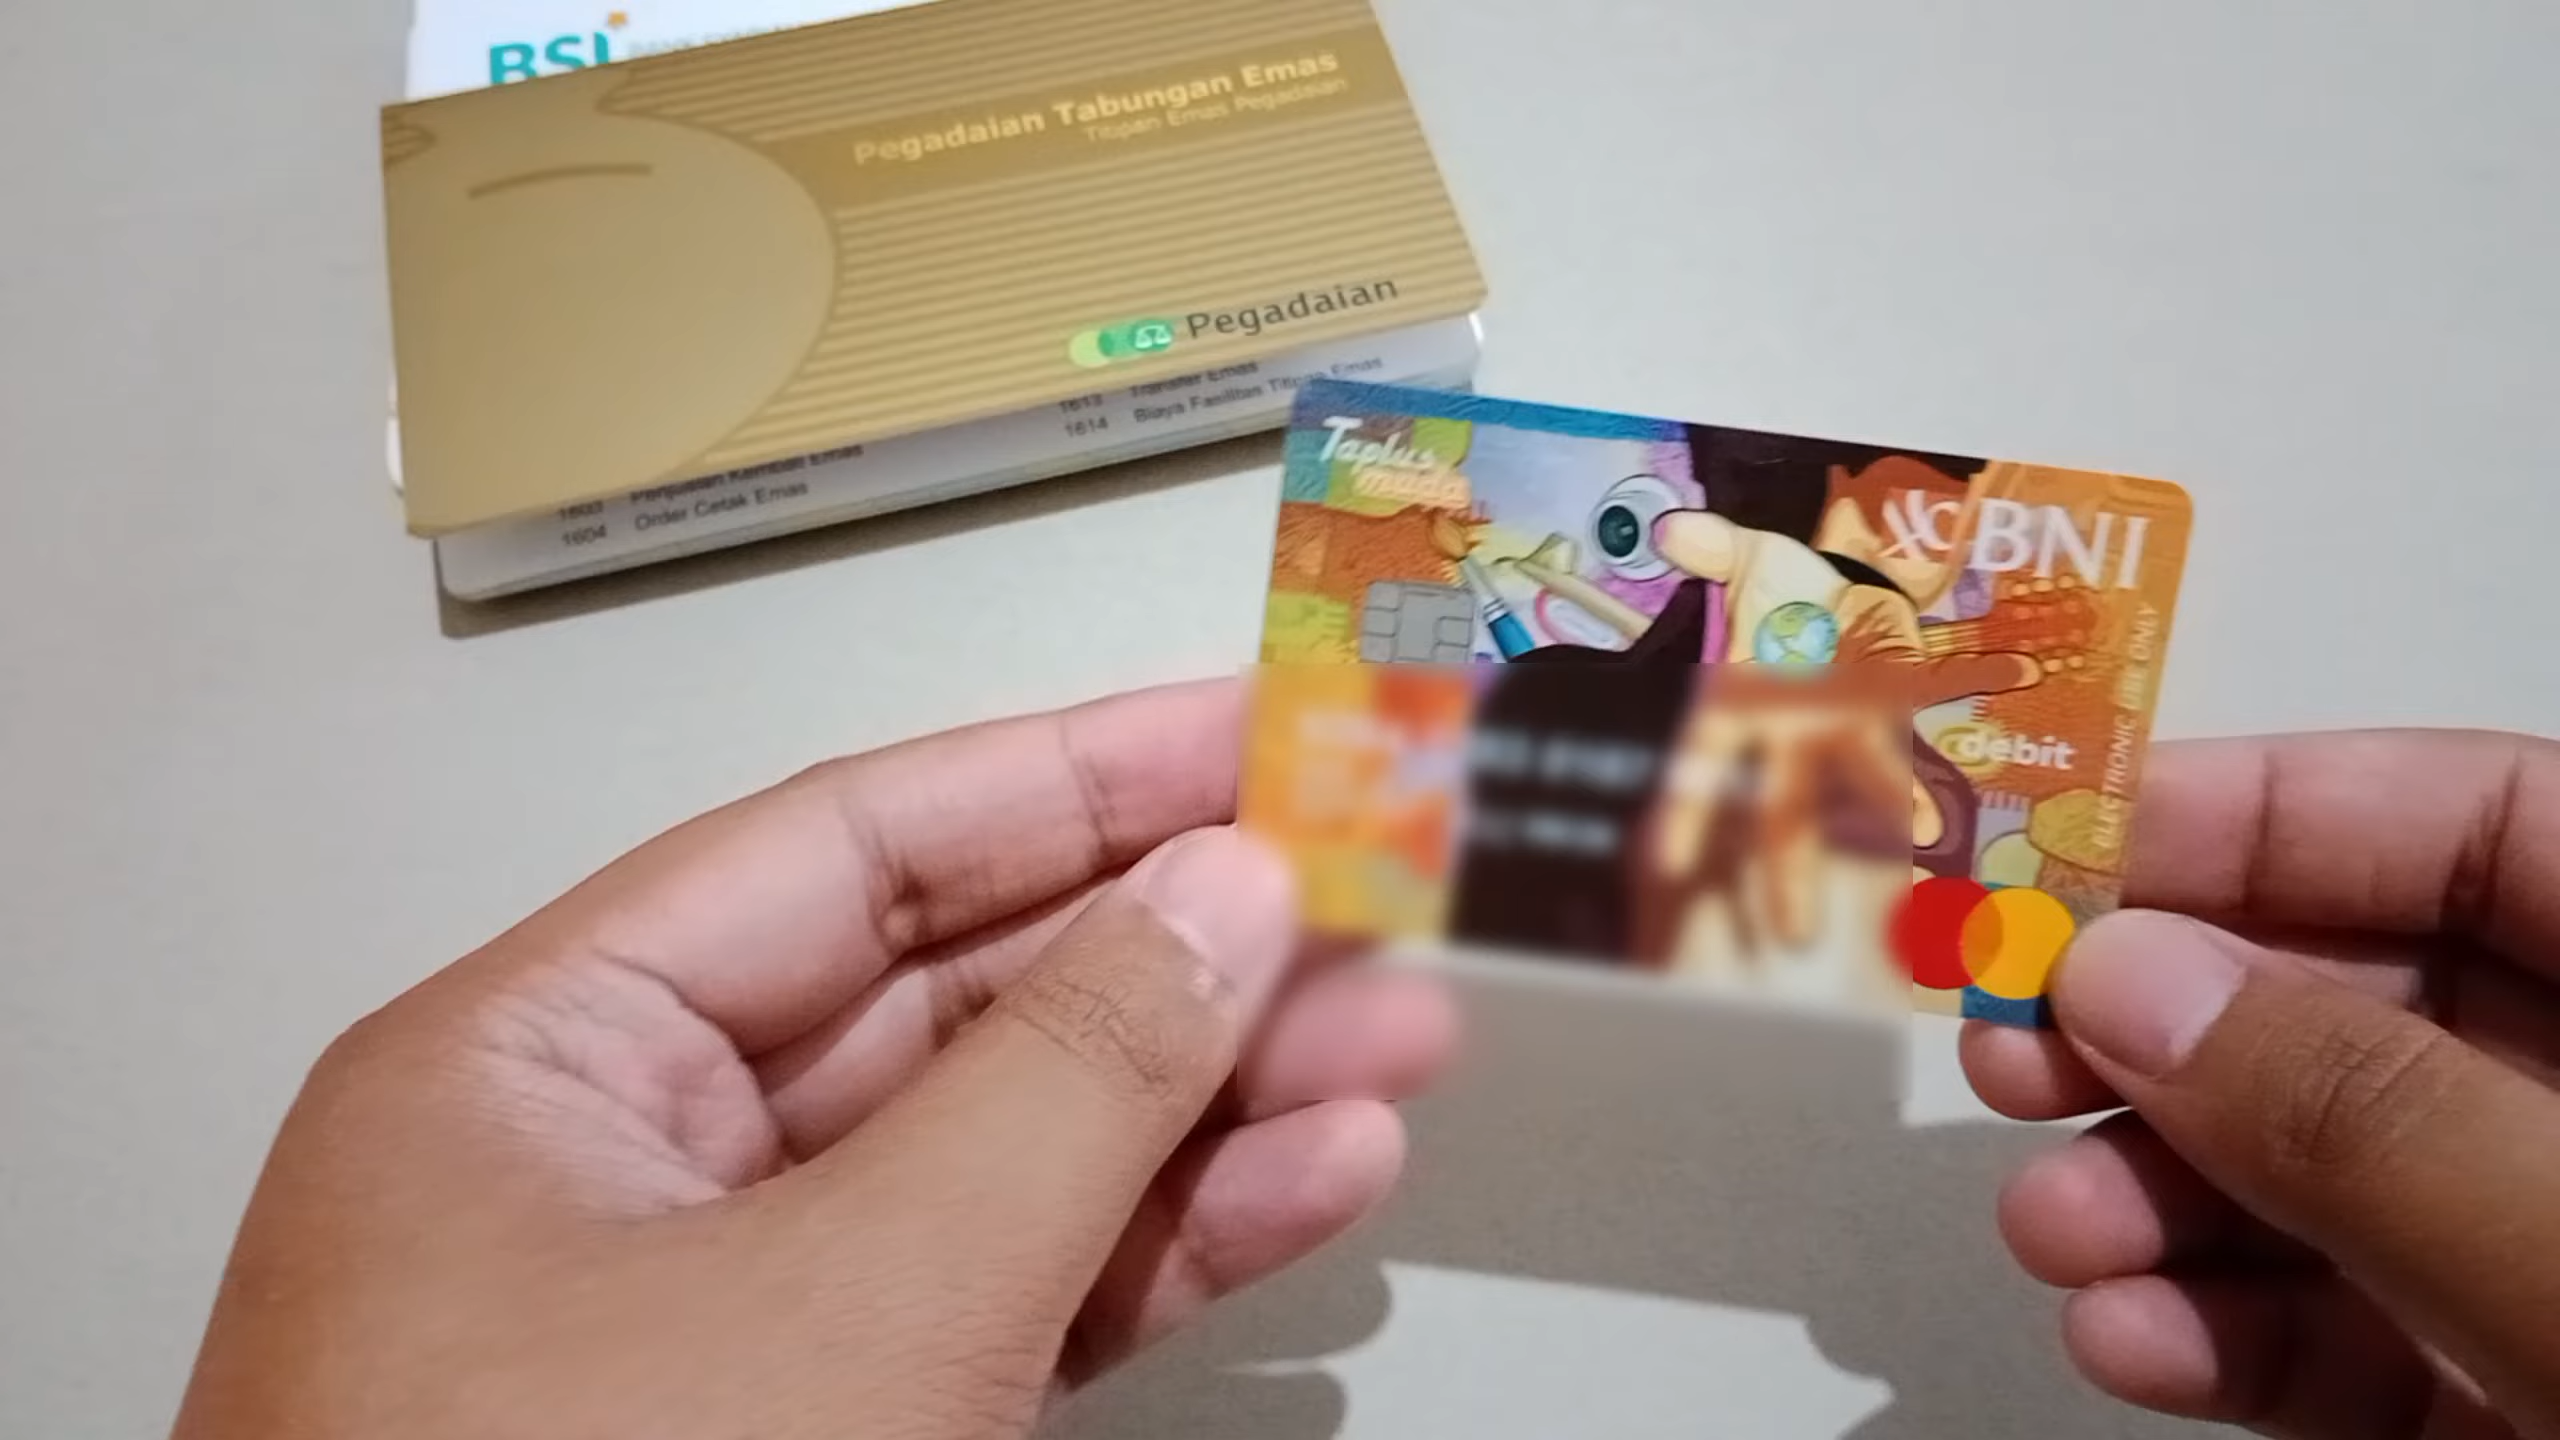 BSI
Pegadaian Tabungan Emas
Titipan Emas Pegadaian
Pegadaian
1613 Transfer Emas
1614 Biaya Fasilitas Titipan Emas
1603 Penjualan Kembali Emas
1604 Order Cetak Emas
Taplus
muda
BNI
debit
ELECTRONIC USE ONLY